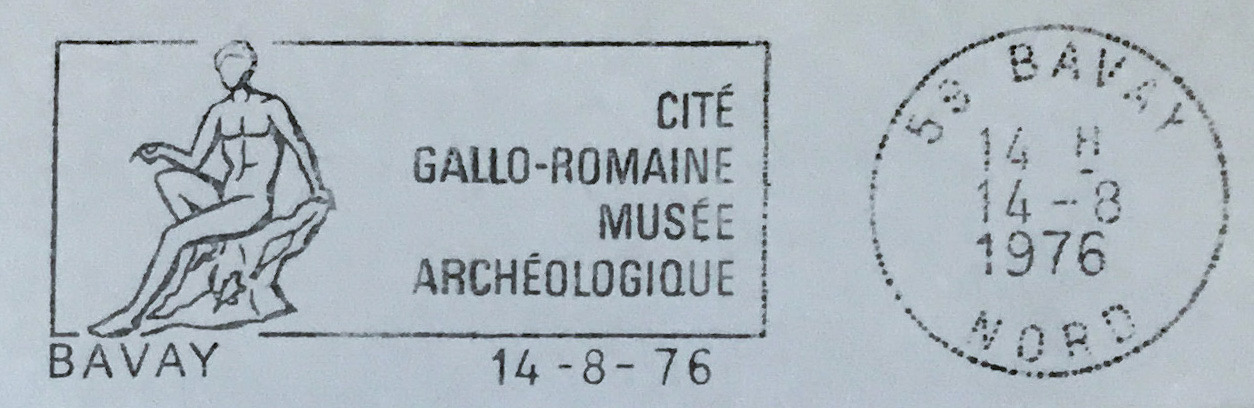 CITÉ
GALLO-ROMAINE
MUSÉE
ARCHÉOLOGIQUE
BAVAY 14-8-76
59 BAVAY
14 H
14-8
1976
NORD